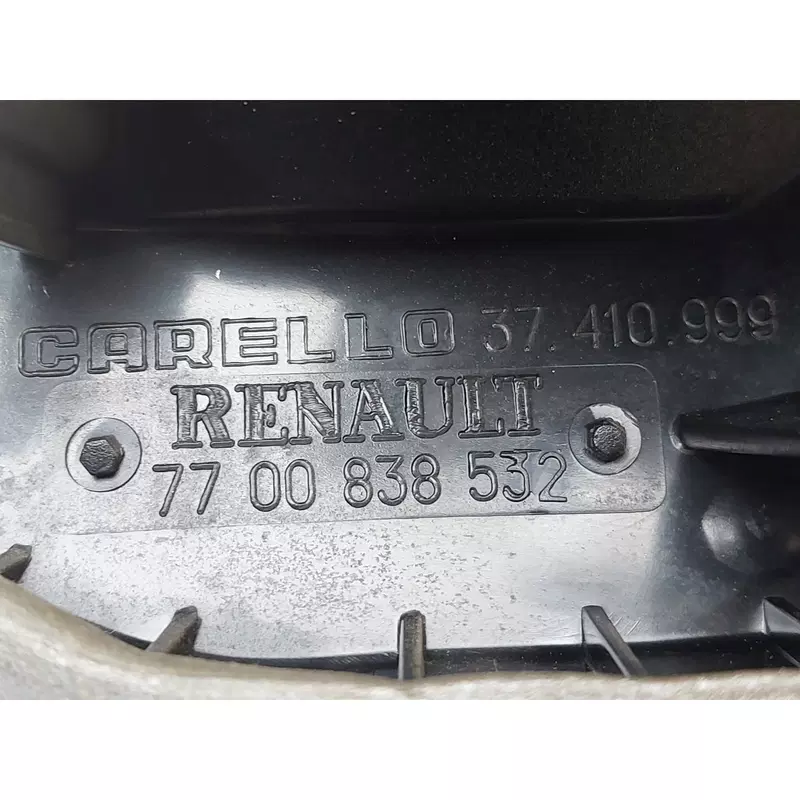 CARELLO 37.410.999
RENAULT
77 00 838 532